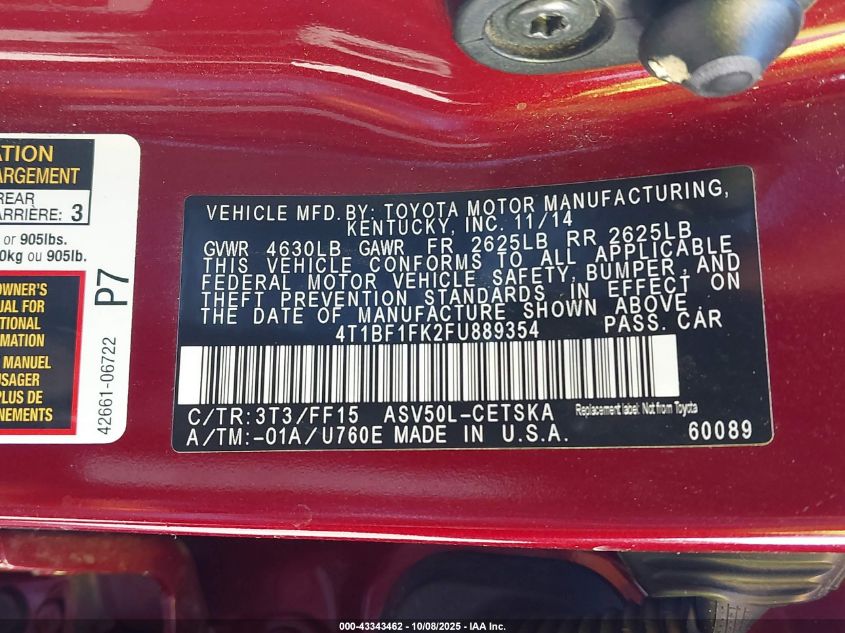 ATION
ARGEMENT
REAR
ARRIÈRE: 3
or 905lbs.
0kg ou 905lb.
OWNER'S
UAL FOR
TIONAL
RMATION
MANUEL
USAGER
PLUS DE
NEMENTS
P7
42661-06722
VEHICLE MFD. BY: TOYOTA MOTOR MANUFACTURING,
KENTUCKY, INC. 11/14
GVWR 4630LB GAWR FR 2625LB RR 2625LB
THIS VEHICLE CONFORMS TO ALL APPLICABLE
FEDERAL MOTOR VEHICLE SAFETY, BUMPER, AND
THEFT PREVENTION STANDARDS IN EFFECT ON
THE DATE OF MANUFACTURE SHOWN ABOVE
4T1BF1FK2FU889354 PASS. CAR
C/TR: 3T3/FF15 ASV50L-CETSKA Replacement label: Not from Toyota
A/TM: -01A/U760E MADE IN U.S.A. 60089
000-43343462 - 10/08/2025 - IAA Inc.